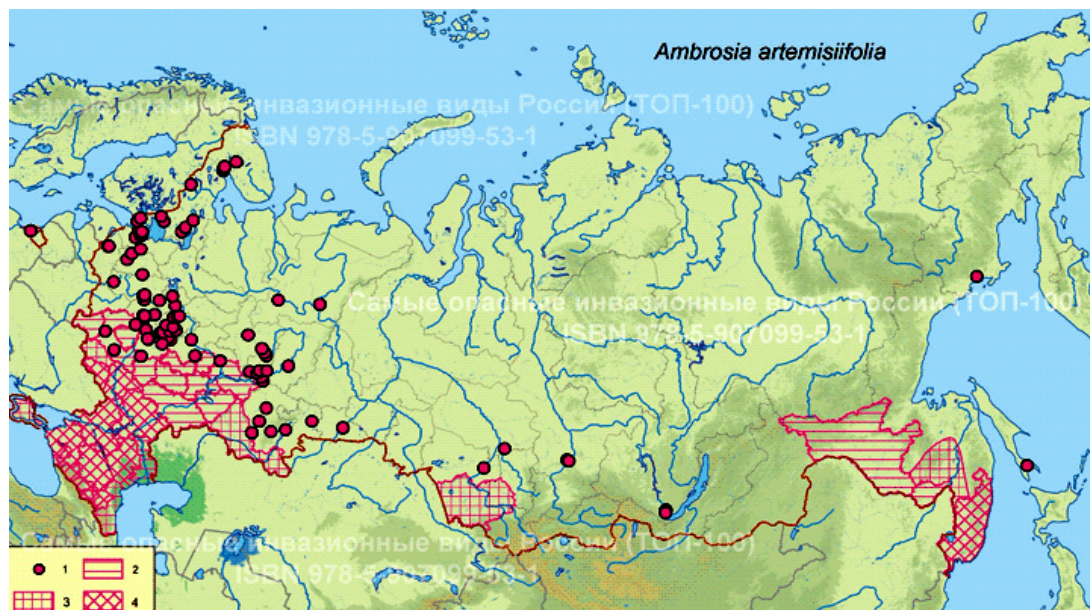 Ambrosia artemisiifolia
Самые опасные инвазионные виды России (ТОП-100)
ISBN 978-5-907099-53-1
Самые опасные инвазионные виды России (ТОП-100
ISBN 978-5-907099-53-1
Самые опасные инвазионные виды России (ТОП-100)
ISBN 978-5-907099-53-1
1 2
3 4